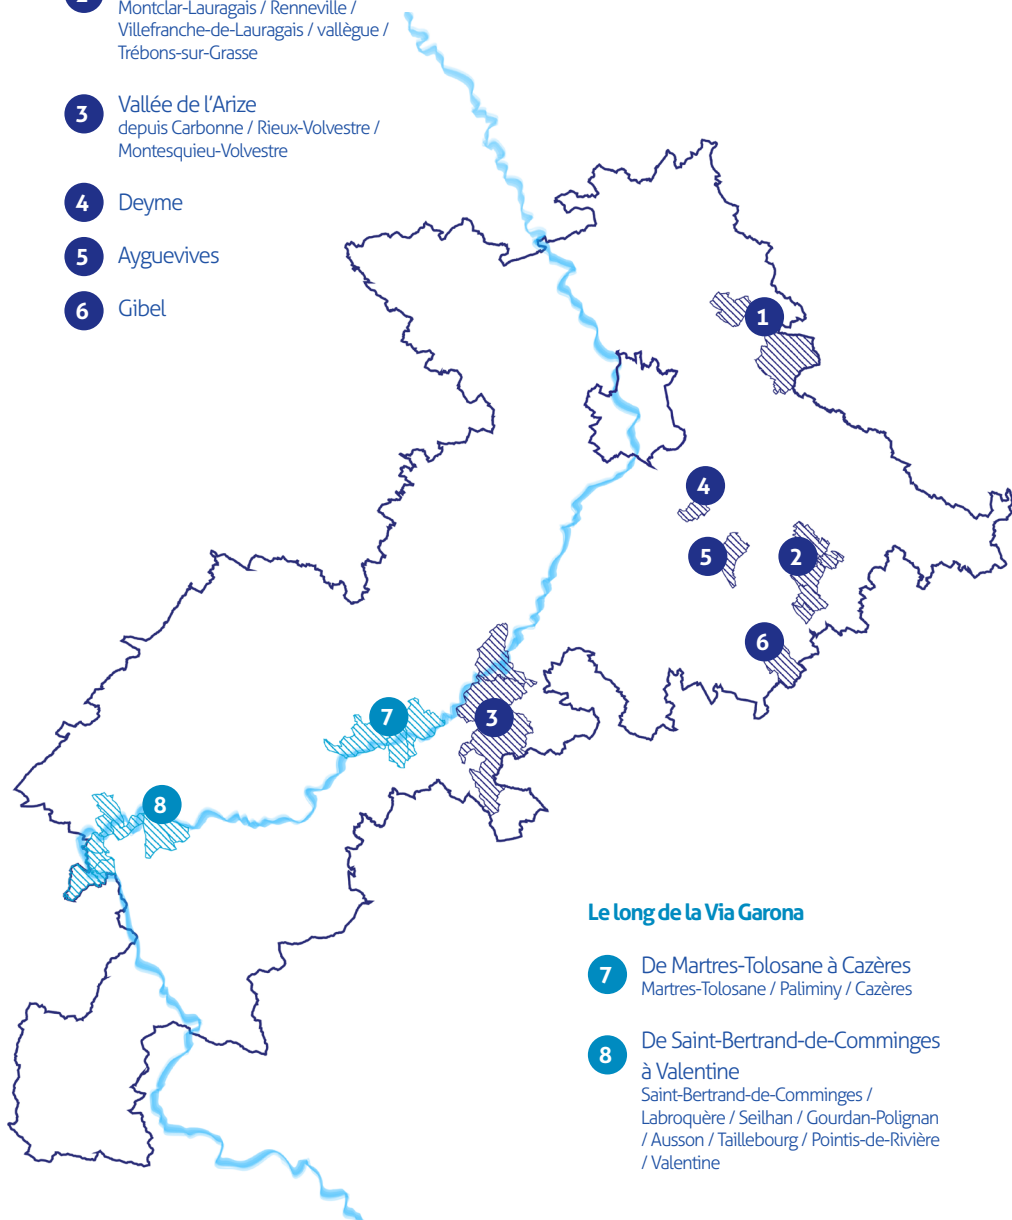 2
Montclar-Lauragais / Renneville /
Villefranche-de-Lauragais / vallègue /
Trébons-sur-Grasse
3
Vallée de l'Arize
depuis Carbonne / Rieux-Volvestre /
Montesquieu-Volvestre
4 Deyme
5 Ayguevives
6 Gibel
1
4
5
2
6
7
3
8
Le long de la Via Garona
7
De Martres-Tolosane à Cazères
Martres-Tolosane / Paliminy / Cazères
8
De Saint-Bertrand-de-Comminges
à Valentine
Saint-Bertrand-de-Comminges /
Labroquère / Seilhan / Gourdan-Polignan
/ Ausson / Taillebourg / Pointis-de-Rivière
/ Valentine